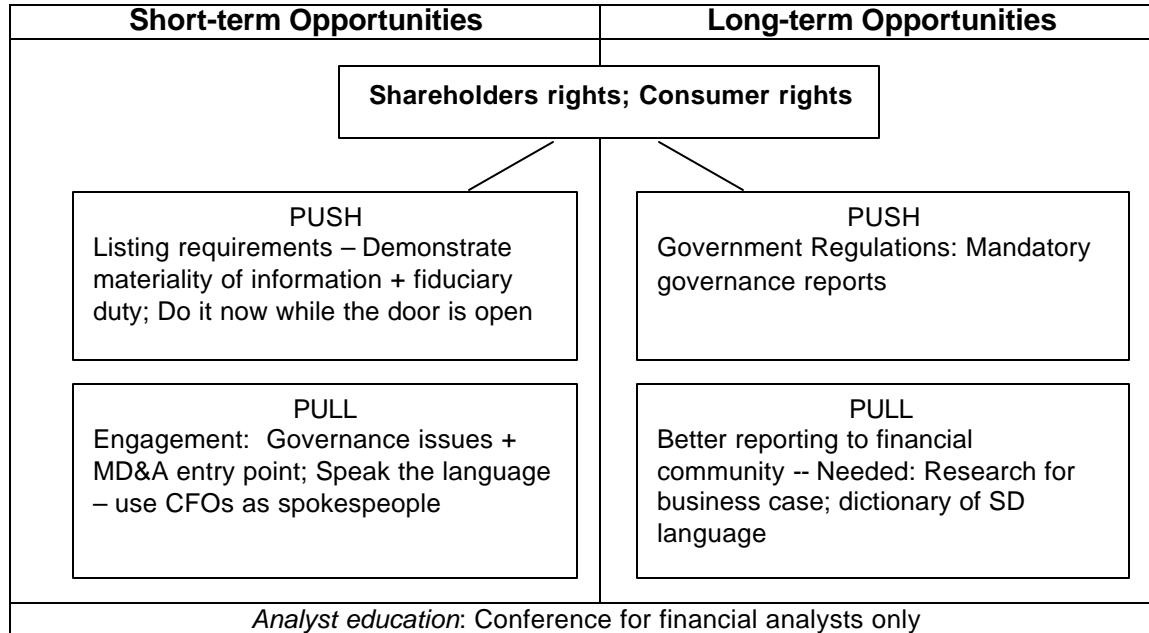 Short-term Opportunities
Long-term Opportunities
Shareholders rights; Consumer rights
PUSH
Listing requirements – Demonstrate
materiality of information + fiduciary
duty; Do it now while the door is open
PUSH
Government Regulations: Mandatory
governance reports
PULL
Engagement:  Governance issues +
MD&A entry point; Speak the language
– use CFOs as spokespeople
PULL
Better reporting to financial
community -- Needed: Research for
business case; dictionary of SD
language
Analyst education: Conference for financial analysts only